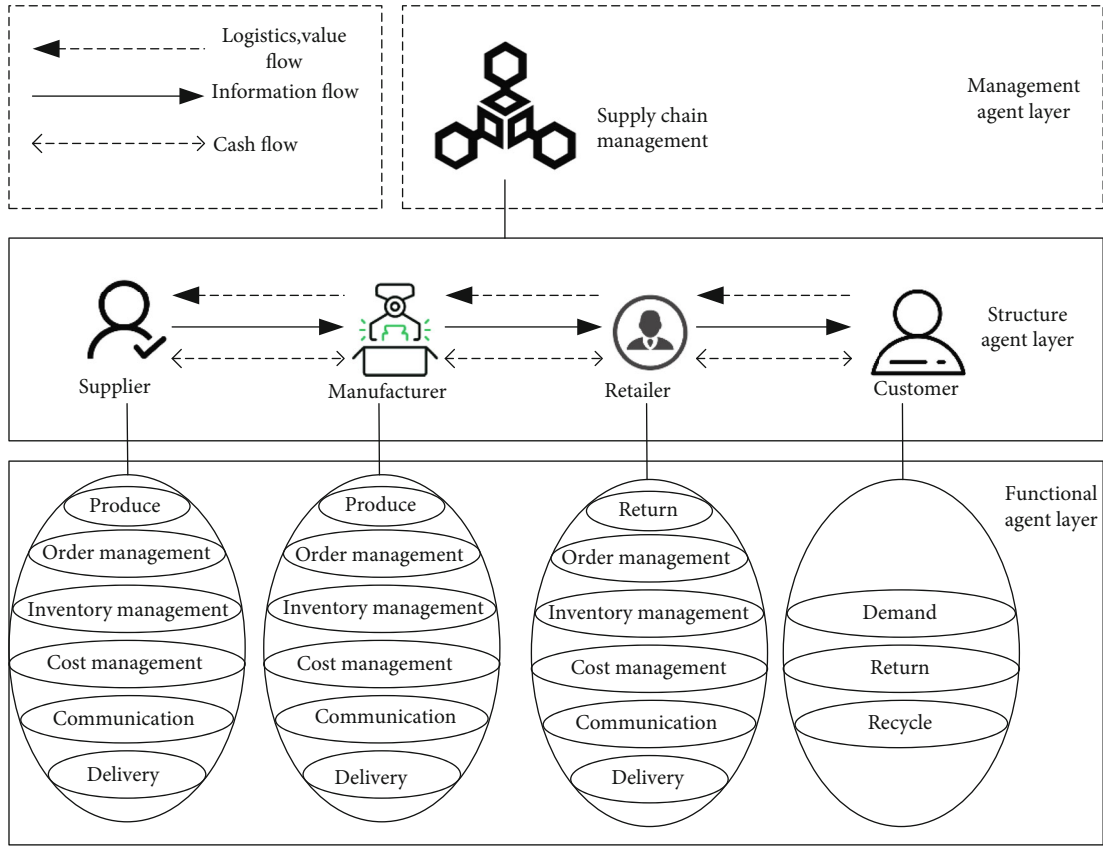 Logistics,value
flow
Information flow
Cash flow
Supply chain
management
Management
agent layer
Supplier
Manufacturer
Retailer
Customer
Structure
agent layer
Functional
agent layer
Produce
Order management
Inventory management
Cost management
Communication
Delivery
Produce
Order management
Inventory management
Cost management
Communication
Delivery
Return
Order management
Inventory management
Cost management
Communication
Delivery
Demand
Return
Recycle